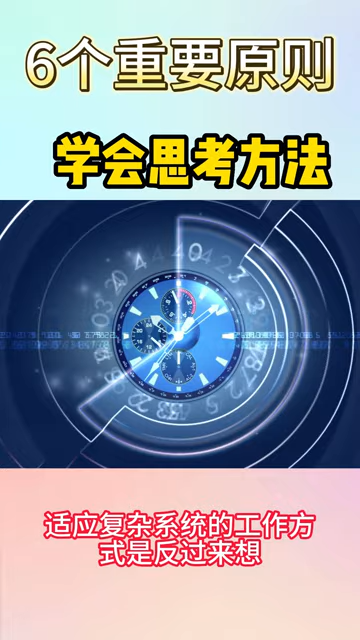 6个重要原则
学会思考方法
适应复杂系统的工作方
式是反过来想